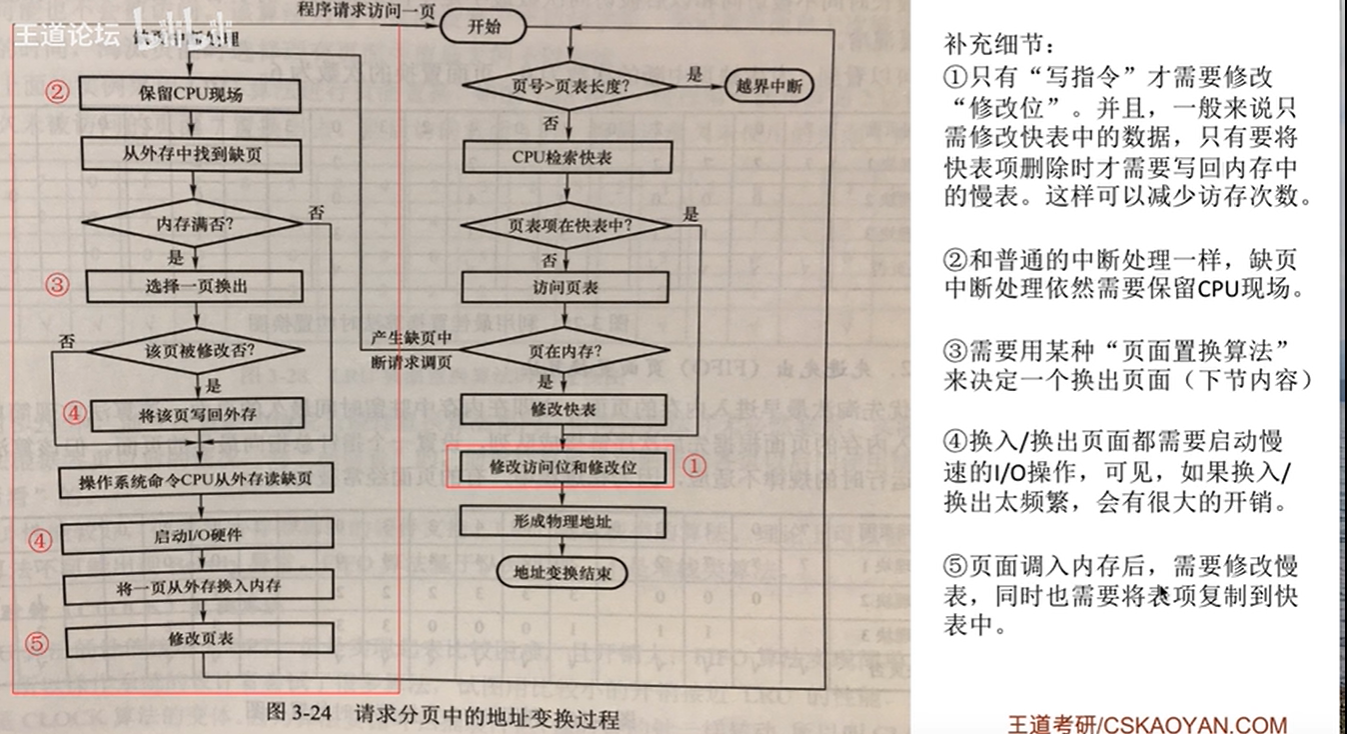 王道论坛
程序请求访问一页
开始
②
保留CPU现场
从外存中找到缺页
内存满否?
否
是
③
选择一页换出
该页被修改否?
否
是
④
将该页写回外存
操作系统命令CPU从外存读缺页
④
启动I/O硬件
将一页从外存换入内存
⑤
修改页表
页号>页表长度?
是
越界中断
否
CPU检索快表
页表项在快表中?
是
否
访问页表
产生缺页中
断请求调页
页在内存?
是
修改快表
修改访问位和修改位
①
形成物理地址
地址变换结束
图 3-24 请求分页中的地址变换过程
补充细节:
①只有“写指令”才需要修改
“修改位”。并且,一般来说只
需修改快表中的数据,只有要将
快表项删除时才需要写回内存中
的慢表。这样可以减少访存次数。
②和普通的中断处理一样,缺页
中断处理依然需要保留CPU现场。
③需要用某种“页面置换算法”
来决定一个换出页面(下节内容)
④换入/换出页面都需要启动慢
速的I/O操作,可见,如果换入/
换出太频繁,会有很大的开销。
⑤页面调入内存后,需要修改慢
表,同时也需要将表项复制到快
表中。
王道考研/CSKAOYAN.COM